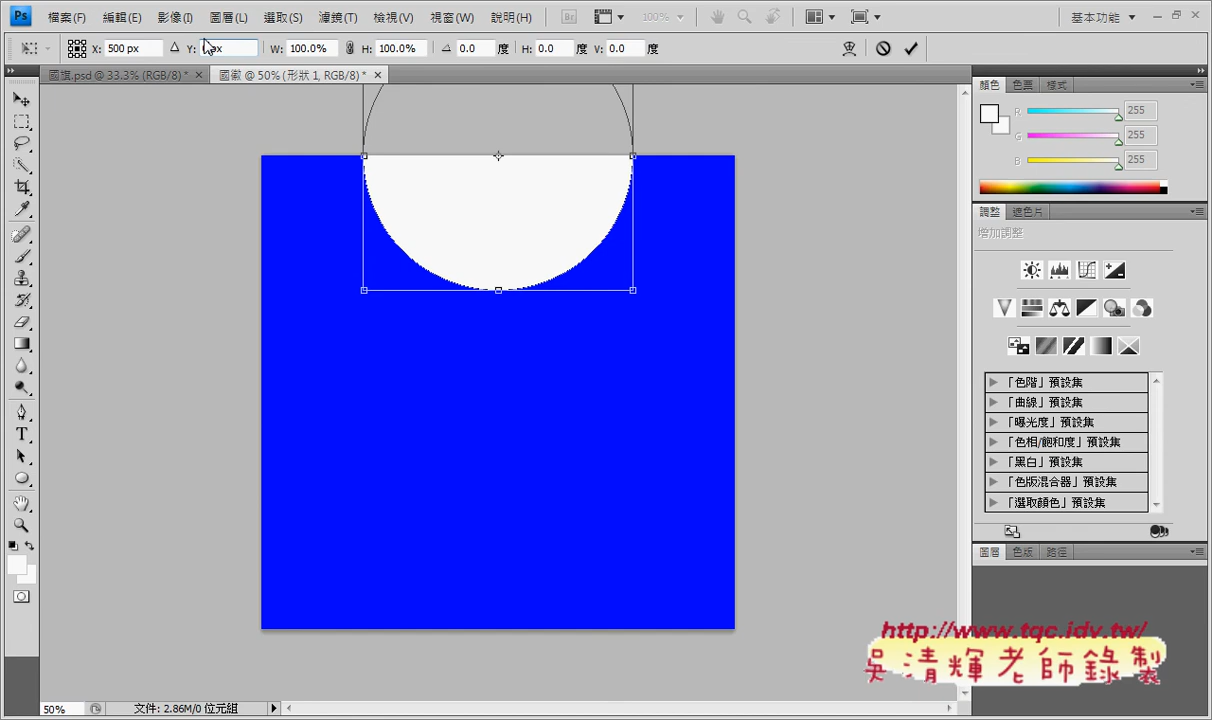 Ps 檔案(F) 編輯(E) 影像(I) 圖層(L) 選取(S) 濾鏡(T) 檢視(V) 視窗(W) 說明(H) Br 100% 基本功能
X: 500 px Y: W: 100.0% H: 100.0% 0.0 度 H: 0.0 度 V: 0.0 度
國旗.psd @ 33.3% (RGB/8) * × 國徽 @ 50% (形狀 1, RGB/8) * ×
顏色 色票 樣式
R 255
G 255
B 255
調整 遮色片
增加調整
「色階」預設集
「曲線」預設集
「曝光度」預設集
「色相/飽和度」預設集
「黑白」預設集
「色版混合器」預設集
「選取顏色」預設集
圖層 色版 路徑
http://www.tqc.idv.tw/
吳清輝老師錄製
50% 文件: 2.86M/0 位元組